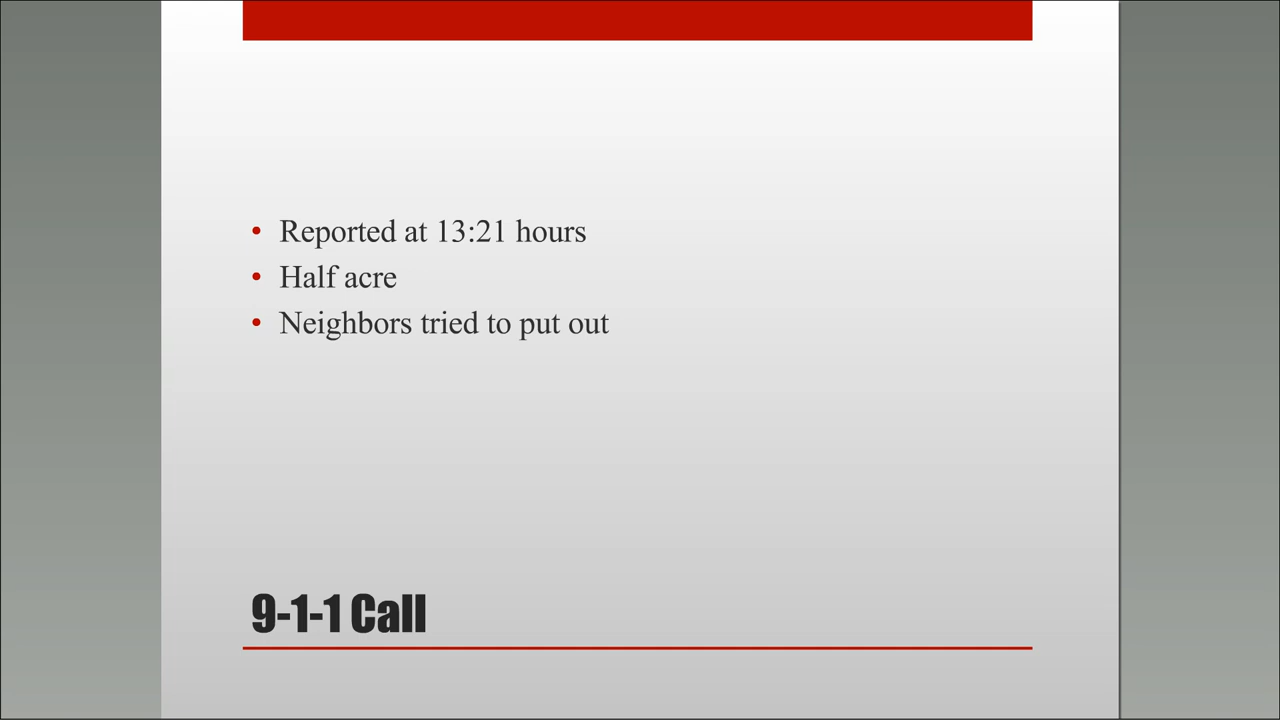 • Reported at 13:21 hours
• Half acre
• Neighbors tried to put out
9-1-1 Call